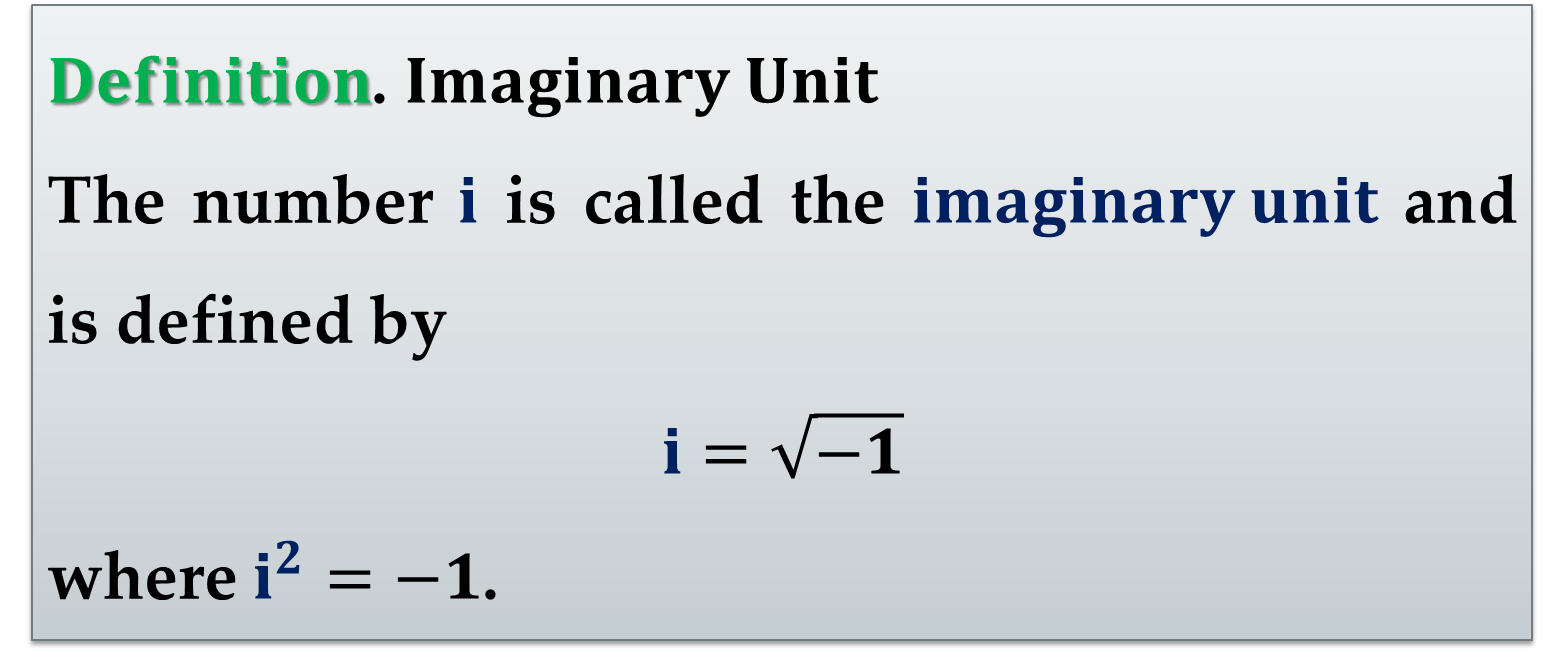 Definition. Imaginary Unit
The number i is called the imaginary unit and
is defined by
i = √−1
where i² = −1.